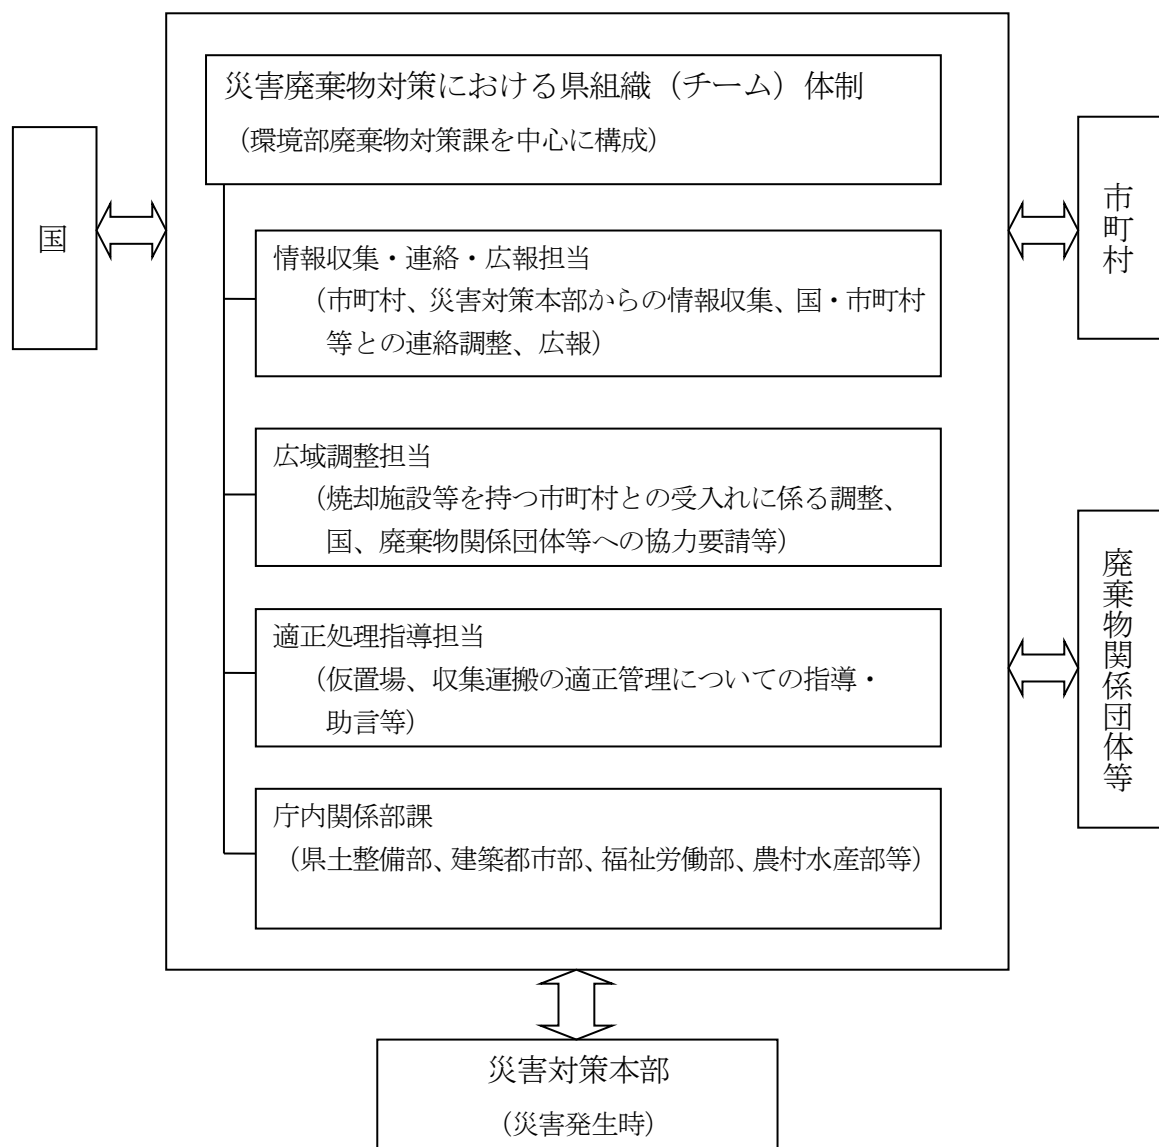 災害廃棄物対策における県組織（チーム）体制
（環境部廃棄物対策課を中心に構成）
国
市町村
情報収集・連絡・広報担当
（市町村、災害対策本部からの情報収集、国・市町村
等との連絡調整、広報）
広域調整担当
（焼却施設等を持つ市町村との受入れに係る調整、
国、廃棄物関係団体等への協力要請等）
廃棄物関係団体等
適正処理指導担当
（仮置場、収集運搬の適正管理についての指導・
助言等）
庁内関係部課
（県土整備部、建築都市部、福祉労働部、農村水産部等）
災害対策本部
（災害発生時）